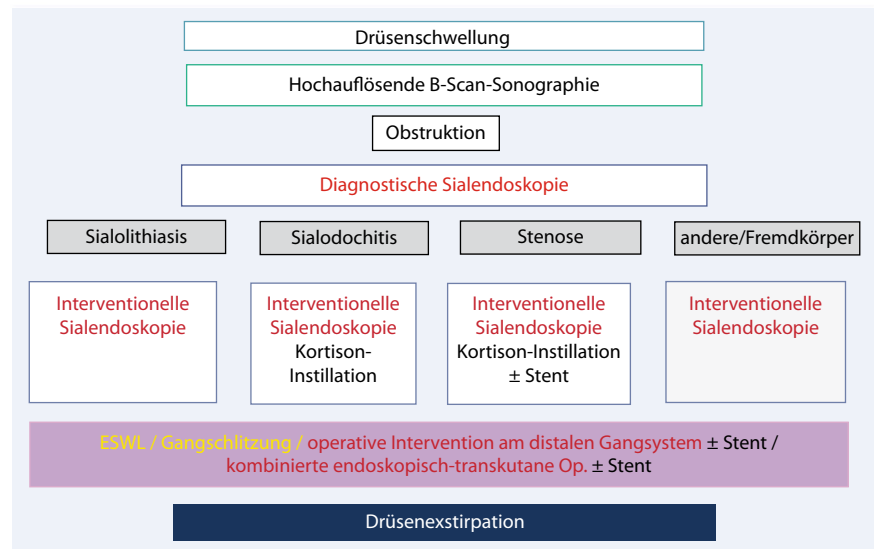 Drüsenschwellung
Hochauflösende B-Scan-Sonographie
Obstruktion
Diagnostische Sialendoskopie
Sialolithiasis
Sialodochitis
Stenose
andere/Fremdkörper
Interventionelle
Sialendoskopie
Interventionelle
Sialendoskopie
Kortison-
Instillation
Interventionelle
Sialendoskopie
Kortison-Instillation
± Stent
Interventionelle
Sialendoskopie
ESWL / Gangschlitzung / operative Intervention am distalen Gangsystem ± Stent /
kombinierte endoskopisch-transkutane Op. ± Stent
Drüsenexstirpation